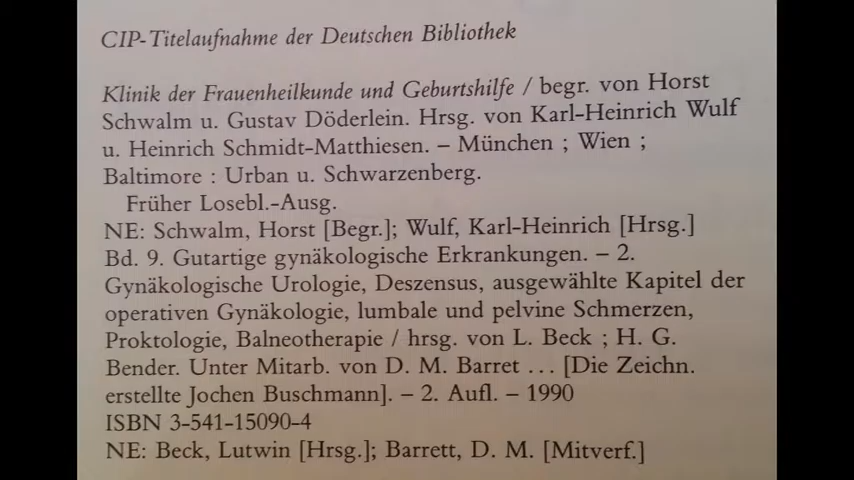 CIP-Titelaufnahme der Deutschen Bibliothek
Klinik der Frauenheilkunde und Geburtshilfe / begr. von Horst
Schwalm u. Gustav Döderlein. Hrsg. von Karl-Heinrich Wulf
u. Heinrich Schmidt-Matthiesen. – München ; Wien ;
Baltimore : Urban u. Schwarzenberg.
Früher Losebl.-Ausg.
NE: Schwalm, Horst [Begr.]; Wulf, Karl-Heinrich [Hrsg.]
Bd. 9. Gutartige gynäkologische Erkrankungen. – 2.
Gynäkologische Urologie, Deszensus, ausgewählte Kapitel der
operativen Gynäkologie, lumbale und pelvine Schmerzen,
Proktologie, Balneotherapie / hrsg. von L. Beck ; H. G.
Bender. Unter Mitarb. von D. M. Barret ... [Die Zeichn.
erstellte Jochen Buschmann]. – 2. Aufl. – 1990
ISBN 3-541-15090-4
NE: Beck, Lutwin [Hrsg.]; Barrett, D. M. [Mitverf.]